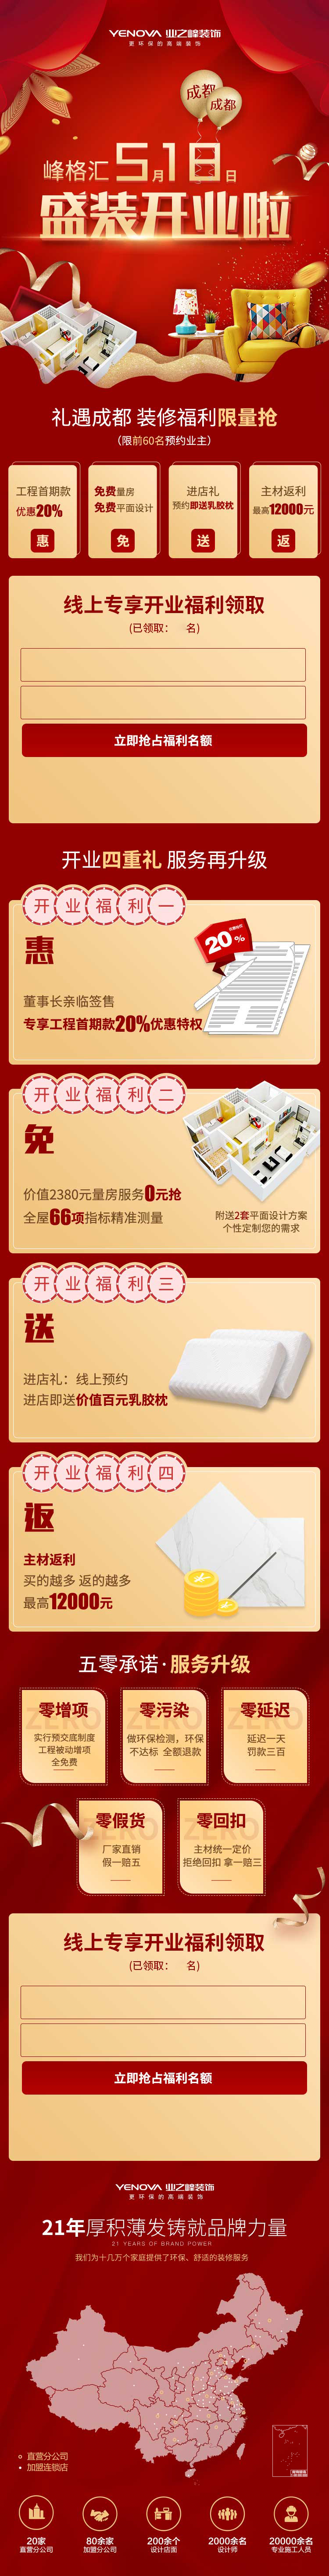 YENOVA 业之峰装饰
更环保的高端装饰
成都
成都
峰格汇 5月18日
盛装开业啦
礼遇成都 装修福利限量抢
(限前60名预约业主)
工程首期款
优惠20%
惠
免费量房
免费平面设计
免
进店礼
预约即送乳胶枕
送
主材返利
最高12000元
返
线上专享开业福利领取
(已领取: 名)
立即抢占福利名额
开业四重礼 服务再升级
开业福利一
惠
董事长亲临签售
专享工程首期款20%优惠特权
20%
开业福利二
免
价值2380元量房服务0元抢
全屋66项指标精准测量
附送2套平面设计方案
个性定制您的需求
开业福利三
送
进店礼：线上预约
进店即送价值百元乳胶枕
开业福利四
返
主材返利
买的越多 返的越多
最高12000元
五零承诺·服务升级
ZERO
零增项
实行预交底制度
工程被动增项
全免费
ZERO
零污染
做环保检测，环保
不达标 全额退款
ZERO
零延迟
延迟一天
罚款三百
ZERO
零假货
厂家直销
假一赔五
ZERO
零回扣
主材统一定价
拒绝回扣 拿一赔三
线上专享开业福利领取
(已领取: 名)
立即抢占福利名额
YENOVA 业之峰装饰
更环保的高端装饰
21年厚积薄发铸就品牌力量
21 YEARS OF BRAND POWER
我们为十几万个家庭提供了环保、舒适的装修服务
直营分公司
加盟连锁店
20家
直营分公司
80余家
加盟分公司
200余个
设计店面
2000余名
设计师
20000余名
专业施工人员